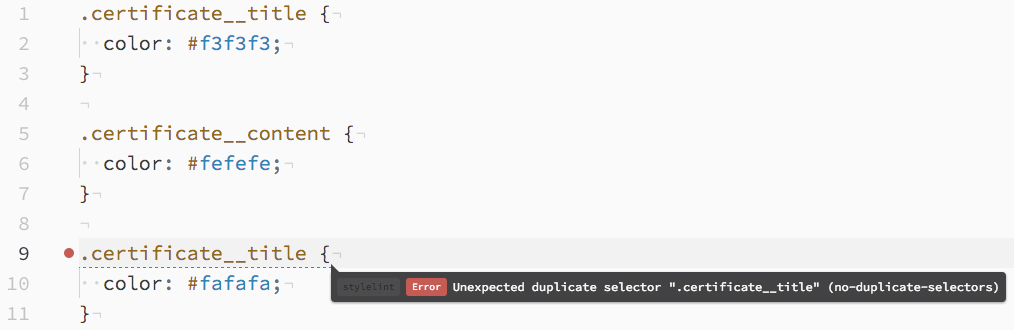 1 .certificate__title {¬
2 ··color: #f3f3f3;¬
3 }¬
4 ¬
5 .certificate__content {¬
6 ··color: #fefefe;¬
7 }¬
8 ¬
9 .certificate__title {¬
stylelint Error Unexpected duplicate selector ".certificate__title" (no-duplicate-selectors)
10 ··color: #fafafa;¬
11 }¬